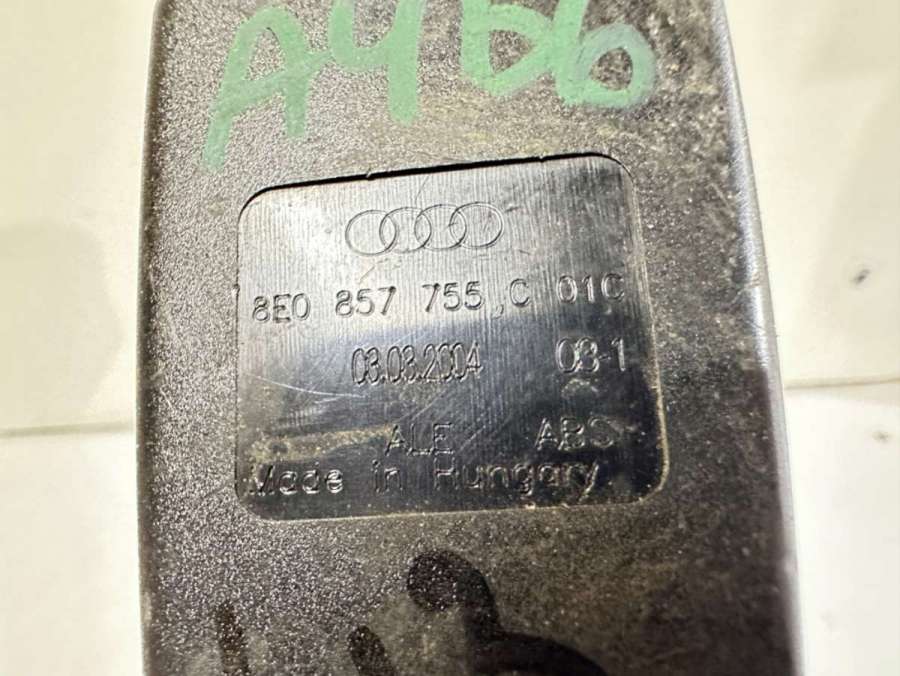 A4b6
8E0 857 755 C 01C
03.03.2004 03-1
ALE ABS
Made in Hungary